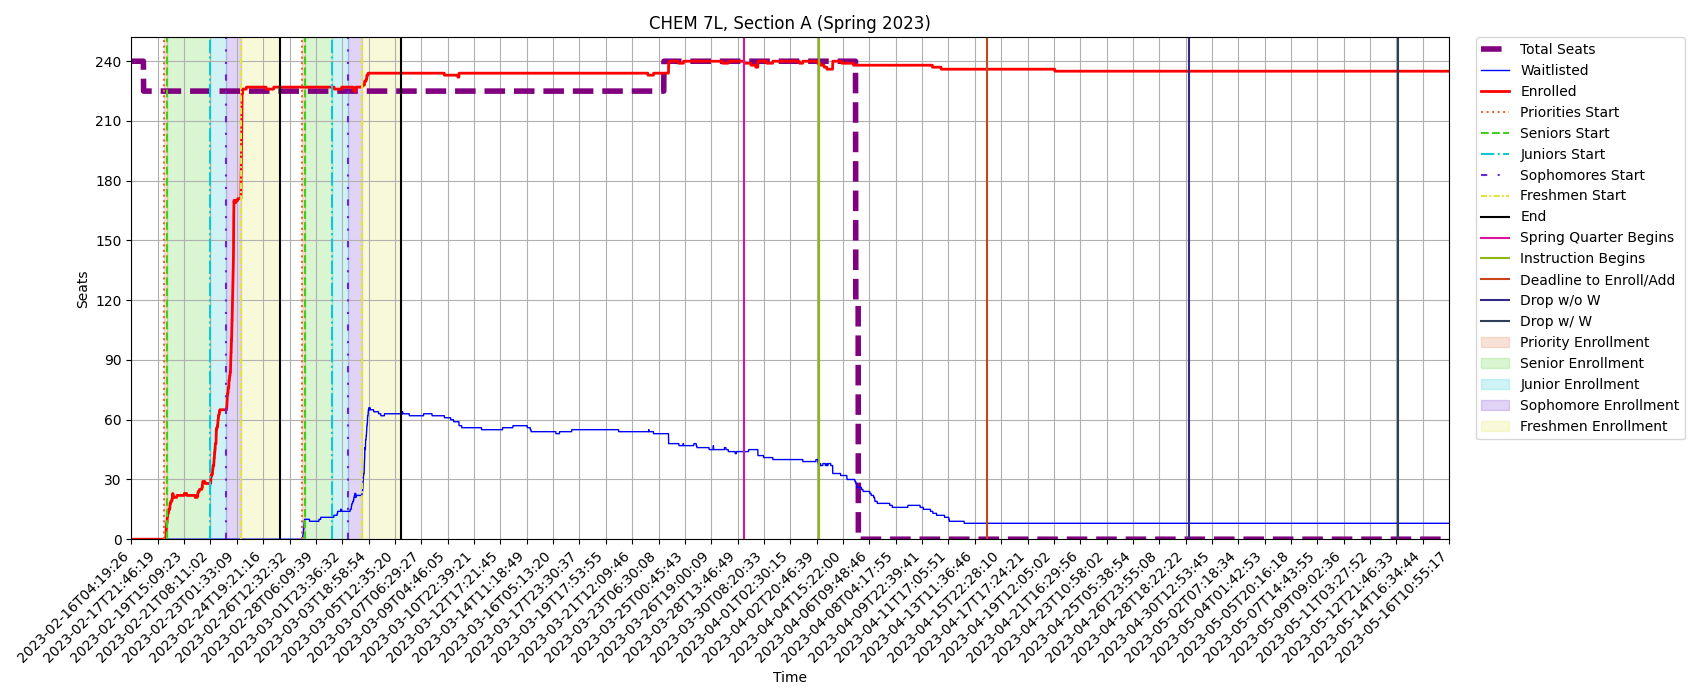 CHEM 7L, Section A (Spring 2023)
Seats
240
210
180
150
120
90
60
30
0
2023-02-16T04:19:26
2023-02-17T21:46:19
2023-02-19T15:09:23
2023-02-21T08:11:02
2023-02-23T01:33:09
2023-02-24T19:21:16
2023-02-26T12:32:32
2023-02-28T06:09:39
2023-03-01T23:36:32
2023-03-03T18:58:54
2023-03-05T12:35:20
2023-03-07T06:29:27
2023-03-09T04:46:05
2023-03-10T22:39:21
2023-03-12T17:21:45
2023-03-14T11:18:49
2023-03-16T05:13:20
2023-03-17T23:30:37
2023-03-19T17:53:55
2023-03-21T12:09:46
2023-03-23T06:30:08
2023-03-25T00:45:43
2023-03-26T19:00:09
2023-03-28T13:46:49
2023-03-30T08:20:33
2023-04-01T02:30:15
2023-04-02T20:46:39
2023-04-04T15:22:00
2023-04-06T09:48:46
2023-04-08T04:17:55
2023-04-09T22:39:41
2023-04-11T17:05:51
2023-04-13T11:36:46
2023-04-15T22:28:10
2023-04-17T17:24:21
2023-04-19T12:05:02
2023-04-21T16:29:56
2023-04-23T10:58:02
2023-04-25T05:38:54
2023-04-26T23:55:08
2023-04-28T18:22:22
2023-04-30T12:53:45
2023-05-02T07:18:34
2023-05-04T01:42:53
2023-05-05T20:16:18
2023-05-07T14:43:55
2023-05-09T09:02:36
2023-05-11T03:27:52
2023-05-12T21:46:33
2023-05-14T16:34:44
2023-05-16T10:55:17
Time
Total Seats
Waitlisted
Enrolled
Priorities Start
Seniors Start
Juniors Start
Sophomores Start
Freshmen Start
End
Spring Quarter Begins
Instruction Begins
Deadline to Enroll/Add
Drop w/o W
Drop w/ W
Priority Enrollment
Senior Enrollment
Junior Enrollment
Sophomore Enrollment
Freshmen Enrollment